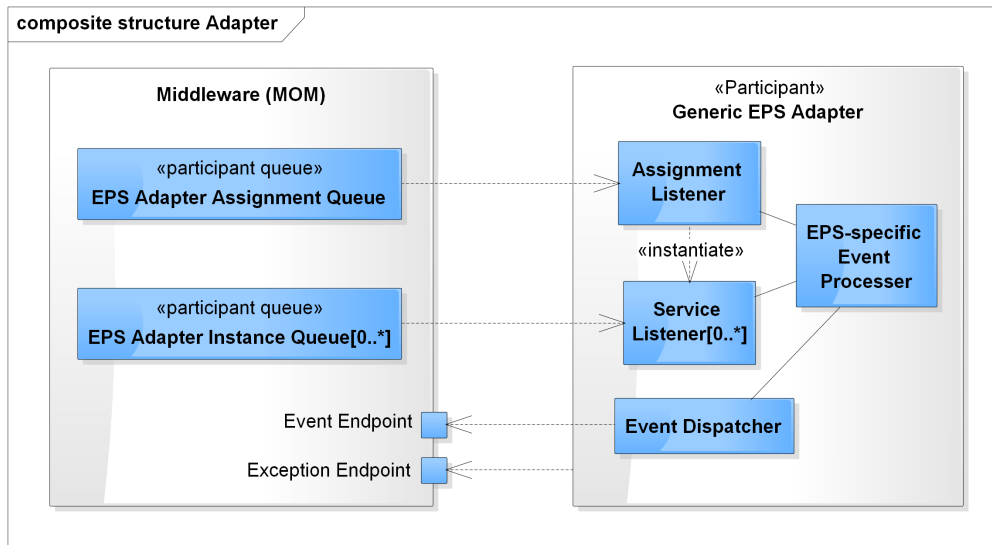 composite structure Adapter
Middleware (MOM)
«participant queue»
EPS Adapter Assignment Queue
«participant queue»
EPS Adapter Instance Queue[0..*]
Event Endpoint
Exception Endpoint
«Participant»
Generic EPS Adapter
Assignment
Listener
«instantiate»
Service
Listener[0..*]
EPS-specific
Event
Processer
Event Dispatcher